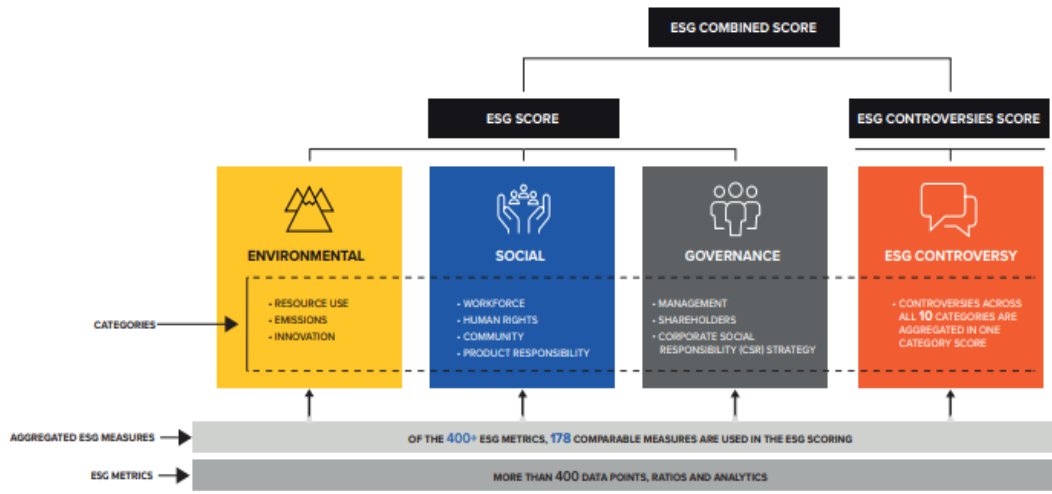 ESG COMBINED SCORE
ESG SCORE
ESG CONTROVERSIES SCORE
ENVIRONMENTAL
SOCIAL
GOVERNANCE
ESG CONTROVERSY
CATEGORIES
• RESOURCE USE
• EMISSIONS
• INNOVATION
• WORKFORCE
• HUMAN RIGHTS
• COMMUNITY
• PRODUCT RESPONSIBILITY
• MANAGEMENT
• SHAREHOLDERS
• CORPORATE SOCIAL
RESPONSIBILITY (CSR) STRATEGY
• CONTROVERSIES ACROSS
ALL 10 CATEGORIES ARE
AGGREGATED IN ONE
CATEGORY SCORE
AGGREGATED ESG MEASURES
OF THE 400+ ESG METRICS, 178 COMPARABLE MEASURES ARE USED IN THE ESG SCORING
ESG METRICS
MORE THAN 400 DATA POINTS, RATIOS AND ANALYTICS